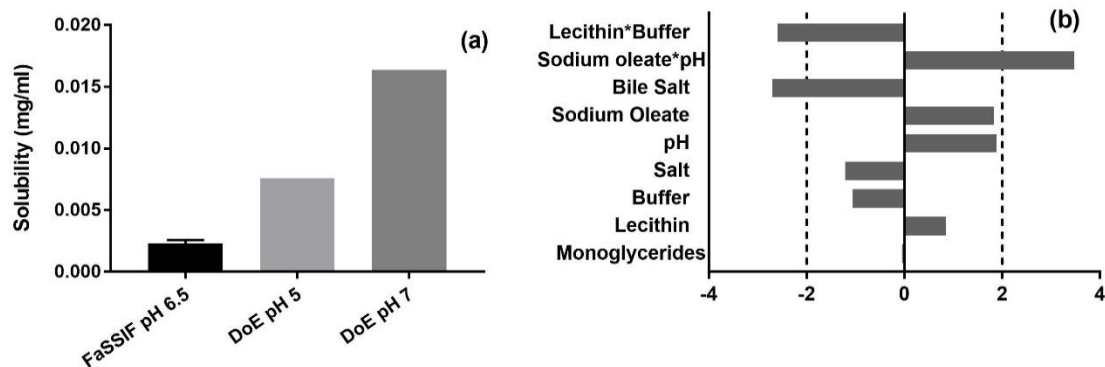 (a)
Solubility (mg/ml)
0.020
0.015
0.010
0.005
0.000
FaSSIF pH 6.5
DoE pH 5
DoE pH 7
(b)
Lecithin*Buffer
Sodium oleate*pH
Bile Salt
Sodium Oleate
pH
Salt
Buffer
Lecithin
Monoglycerides
-4 -2 0 2 4